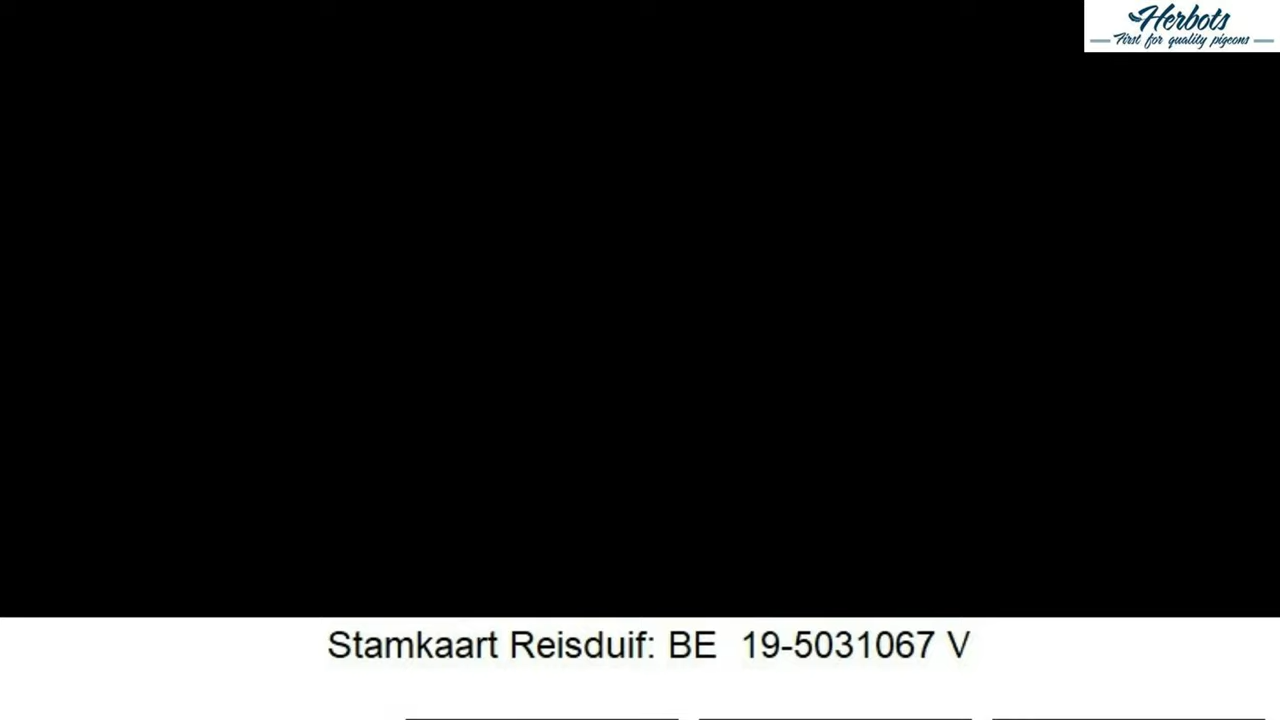 Herbots
First for quality pigeons
Stamkaart Reisduif: BE 19-5031067 V